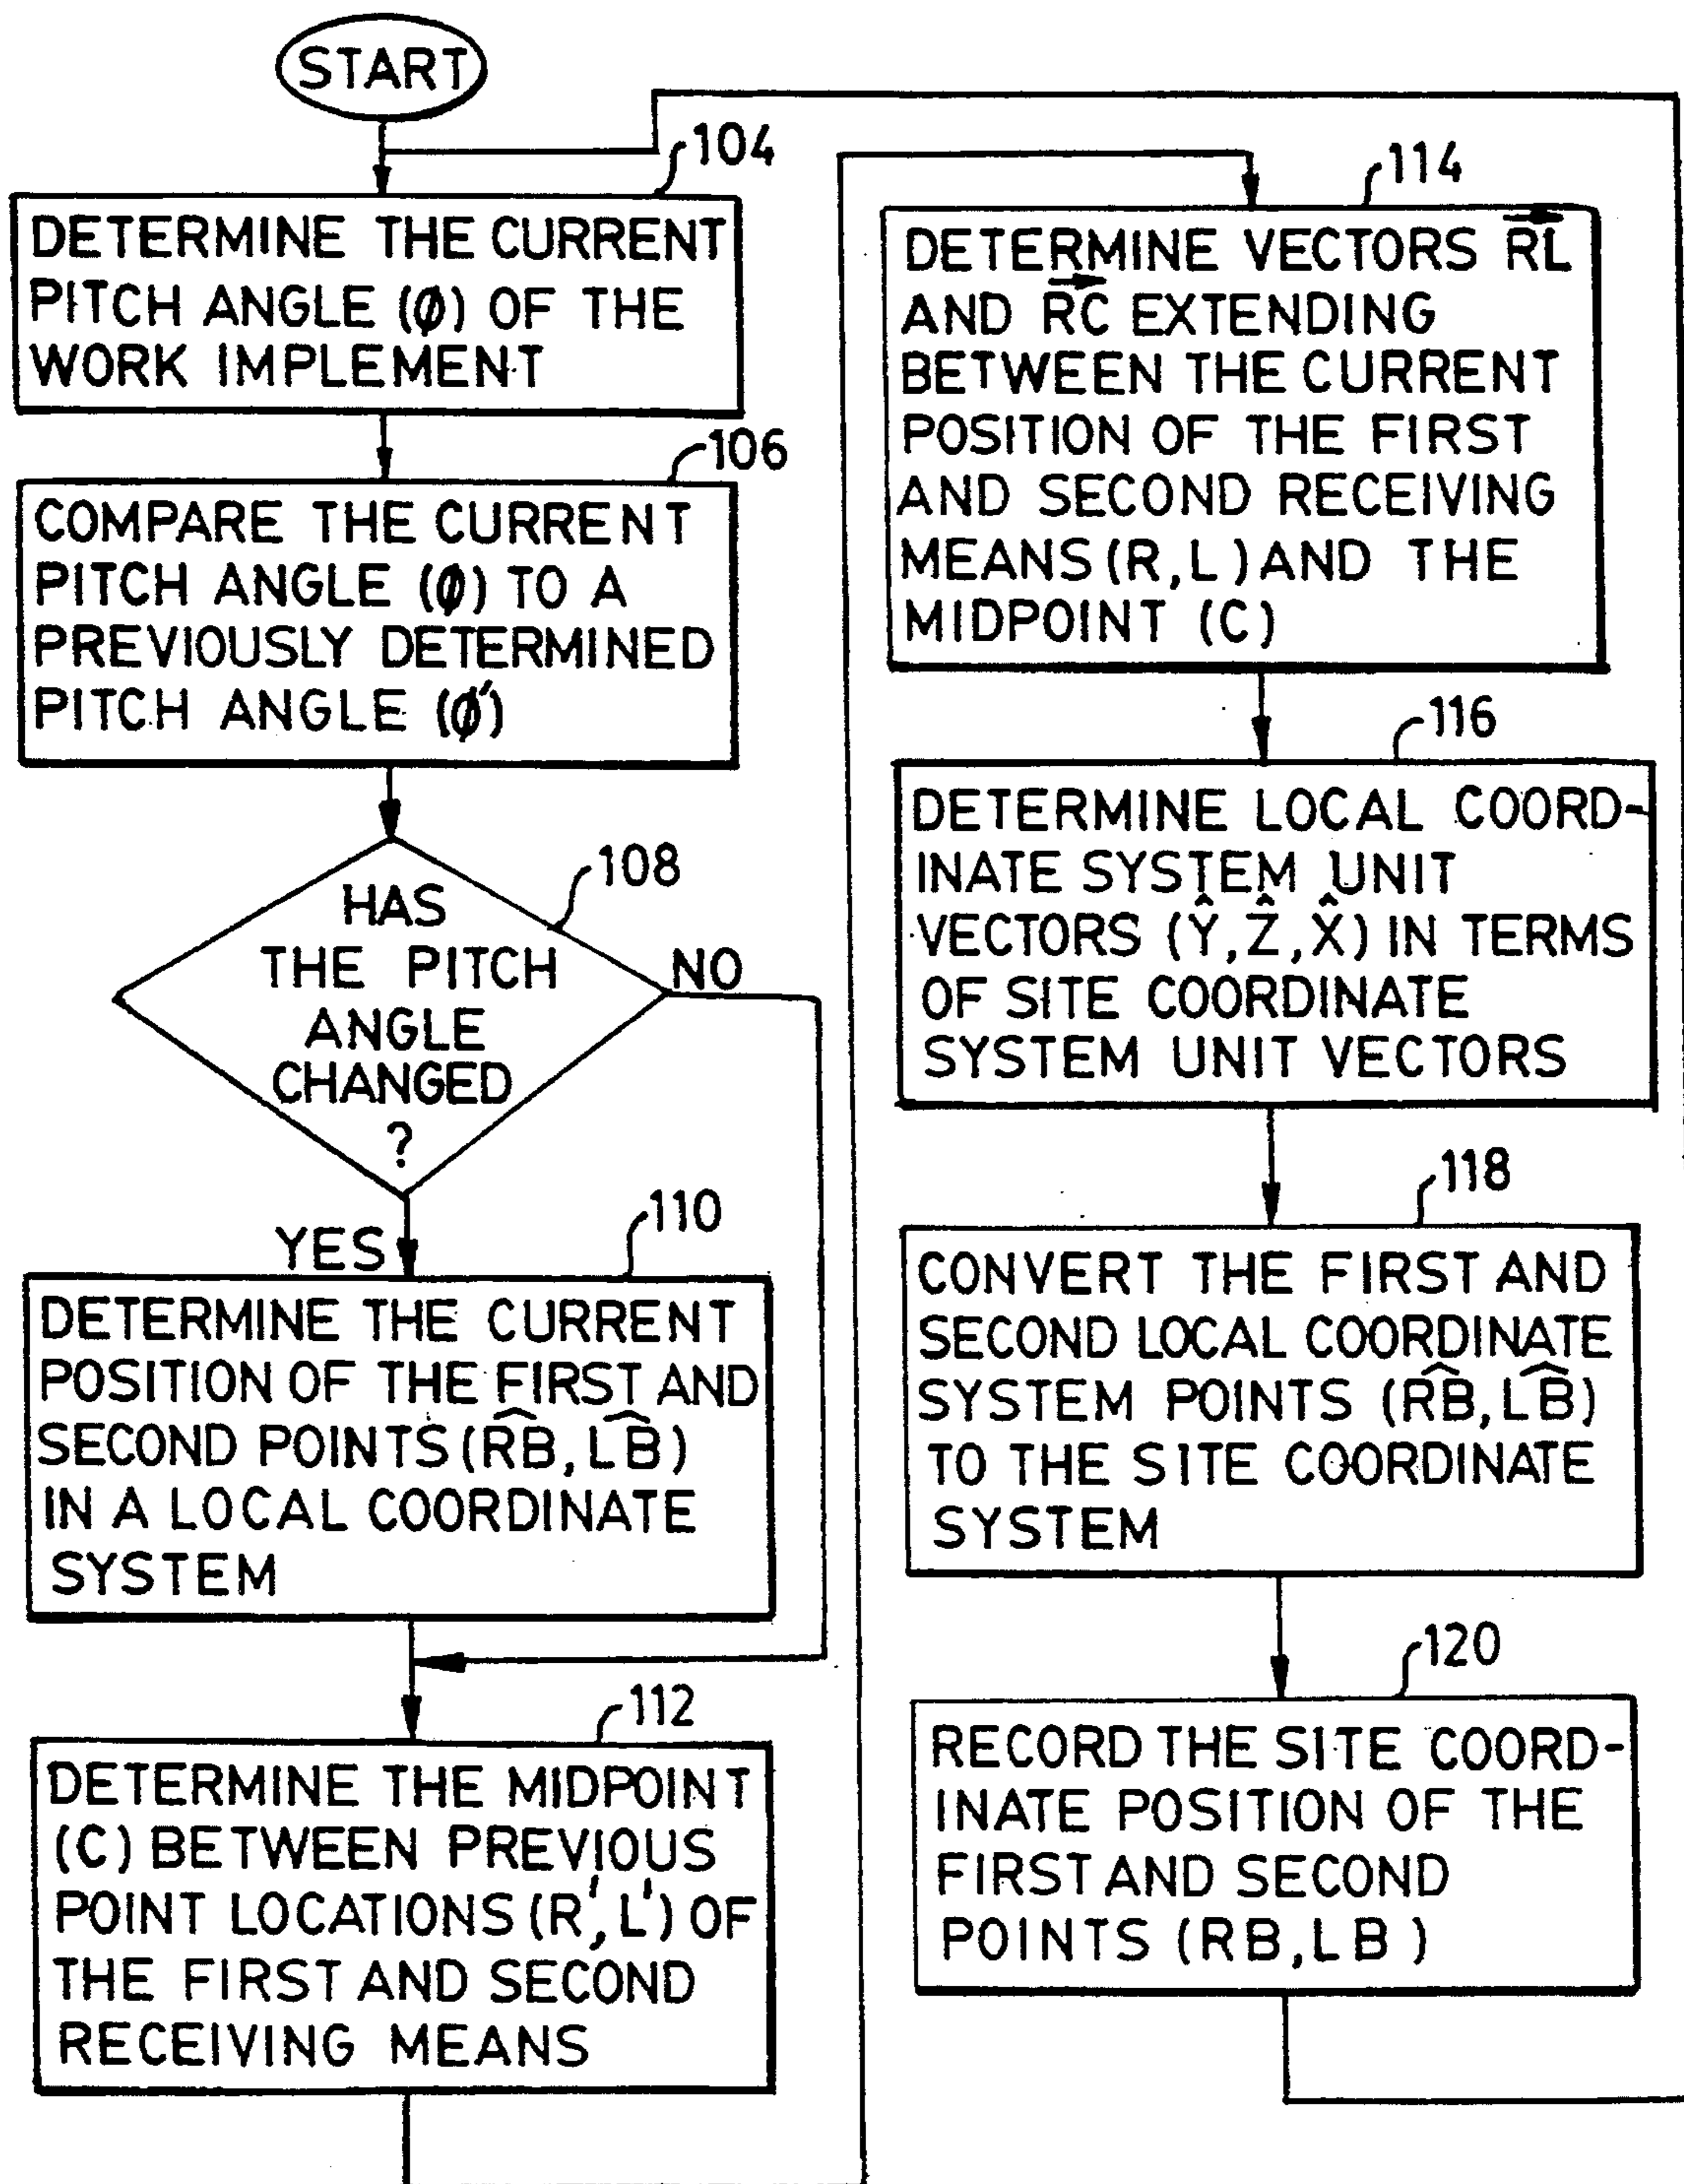 START
104
DETERMINE THE CURRENT
PITCH ANGLE (ϕ) OF THE
WORK IMPLEMENT
106
COMPARE THE CURRENT
PITCH ANGLE (ϕ) TO A
PREVIOUSLY DETERMINED
PITCH ANGLE (ϕ')
108
HAS
THE PITCH
ANGLE
CHANGED
?
NO
YES
110
DETERMINE THE CURRENT
POSITION OF THE FIRST AND
SECOND POINTS (R͡B, L͡B)
IN A LOCAL COORDINATE
SYSTEM
112
DETERMINE THE MIDPOINT
(C) BETWEEN PREVIOUS
POINT LOCATIONS (R', L') OF
THE FIRST AND SECOND
RECEIVING MEANS
114
DETERMINE VECTORS R⃗L⃗
AND R⃗C⃗ EXTENDING
BETWEEN THE CURRENT
POSITION OF THE FIRST
AND SECOND RECEIVING
MEANS (R, L) AND THE
MIDPOINT (C)
116
DETERMINE LOCAL COORD-
INATE SYSTEM UNIT
VECTORS (Ŷ, Ẑ, X̂) IN TERMS
OF SITE COORDINATE
SYSTEM UNIT VECTORS
118
CONVERT THE FIRST AND
SECOND LOCAL COORDINATE
SYSTEM POINTS (R͡B, L͡B)
TO THE SITE COORDINATE
SYSTEM
120
RECORD THE SITE COORD-
INATE POSITION OF THE
FIRST AND SECOND
POINTS (RB, LB)